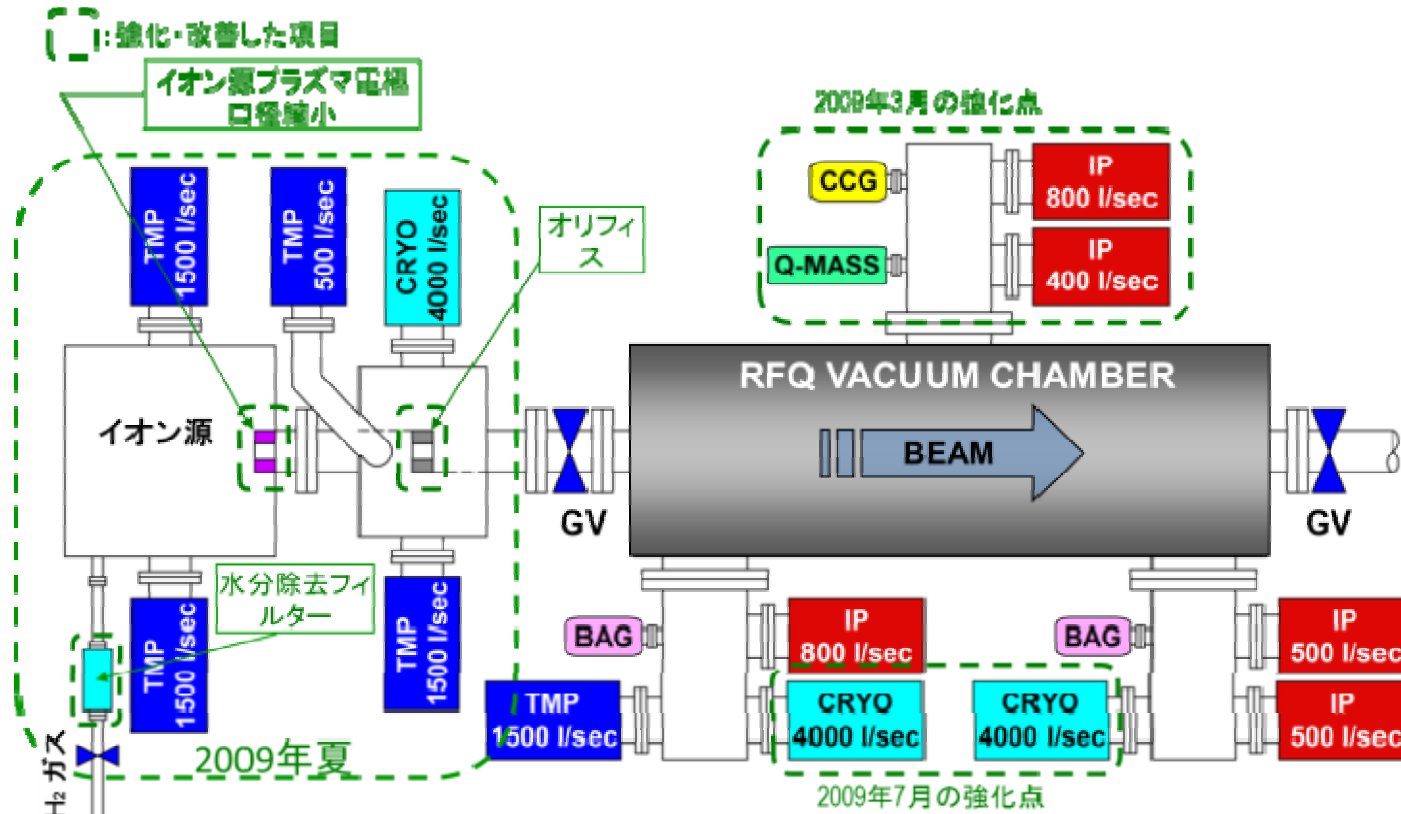 :強化・改善した項目
イオン源プラズマ電極
口径縮小
2009年3月の強化点
TMP
1500 l/sec
TMP
500 l/sec
CRYO
4000 l/sec
オリフィ
ス
CCG
Q-MASS
IP
800 l/sec
IP
400 l/sec
イオン源
RFQ VACUUM CHAMBER
BEAM
GV
GV
水分除去フィ
ルター
TMP
1500 l/sec
TMP
1500 l/sec
BAG
IP
800 l/sec
BAG
IP
500 l/sec
TMP
1500 l/sec
CRYO
4000 l/sec
CRYO
4000 l/sec
IP
500 l/sec
H₂ ガス
2009年夏
2009年7月の強化点